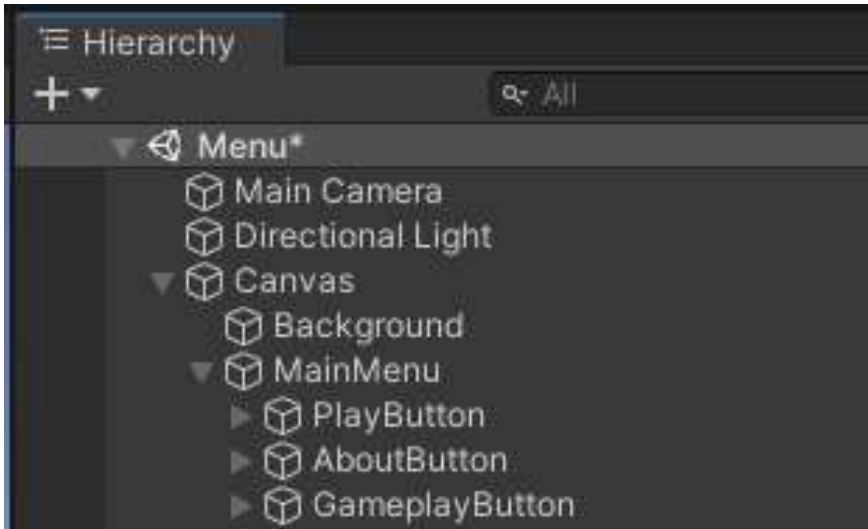 Hierarchy
All
Menu*
Main Camera
Directional Light
Canvas
Background
MainMenu
PlayButton
AboutButton
GameplayButton